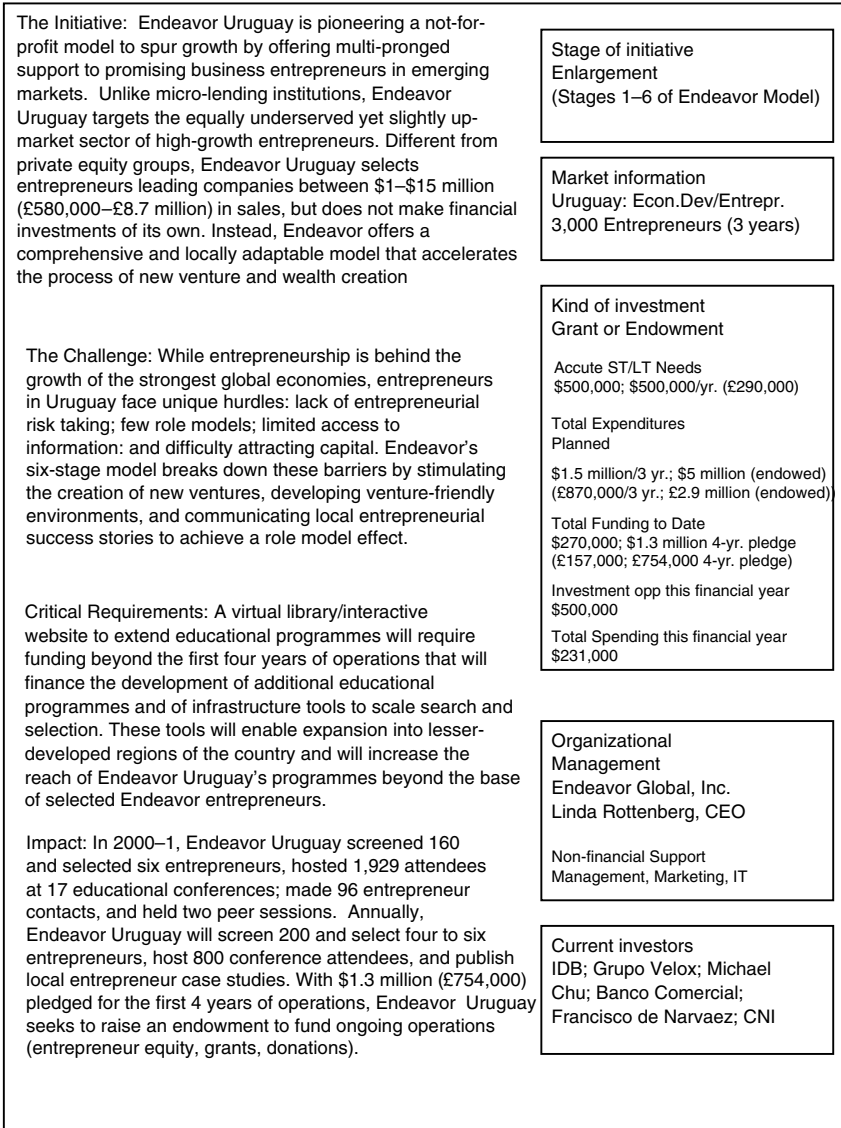 The Initiative: Endeavor Uruguay is pioneering a not-for-
profit model to spur growth by offering multi-pronged
support to promising business entrepreneurs in emerging
markets. Unlike micro-lending institutions, Endeavor
Uruguay targets the equally underserved yet slightly up-
market sector of high-growth entrepreneurs. Different from
private equity groups, Endeavor Uruguay selects
entrepreneurs leading companies between $1–$15 million
(£580,000–£8.7 million) in sales, but does not make financial
investments of its own. Instead, Endeavor offers a
comprehensive and locally adaptable model that accelerates
the process of new venture and wealth creation
The Challenge: While entrepreneurship is behind the
growth of the strongest global economies, entrepreneurs
in Uruguay face unique hurdles: lack of entrepreneurial
risk taking; few role models; limited access to
information: and difficulty attracting capital. Endeavor's
six-stage model breaks down these barriers by stimulating
the creation of new ventures, developing venture-friendly
environments, and communicating local entrepreneurial
success stories to achieve a role model effect.
Critical Requirements: A virtual library/interactive
website to extend educational programmes will require
funding beyond the first four years of operations that will
finance the development of additional educational
programmes and of infrastructure tools to scale search and
selection. These tools will enable expansion into lesser-
developed regions of the country and will increase the
reach of Endeavor Uruguay's programmes beyond the base
of selected Endeavor entrepreneurs.
Impact: In 2000–1, Endeavor Uruguay screened 160
and selected six entrepreneurs, hosted 1,929 attendees
at 17 educational conferences; made 96 entrepreneur
contacts, and held two peer sessions. Annually,
Endeavor Uruguay will screen 200 and select four to six
entrepreneurs, host 800 conference attendees, and publish
local entrepreneur case studies. With $1.3 million (£754,000)
pledged for the first 4 years of operations, Endeavor Uruguay
seeks to raise an endowment to fund ongoing operations
(entrepreneur equity, grants, donations).
Stage of initiative
Enlargement
(Stages 1–6 of Endeavor Model)
Market information
Uruguay: Econ.Dev/Entrepr.
3,000 Entrepreneurs (3 years)
Kind of investment
Grant or Endowment
Accute ST/LT Needs
$500,000; $500,000/yr. (£290,000)
Total Expenditures
Planned
$1.5 million/3 yr.; $5 million (endowed)
(£870,000/3 yr.; £2.9 million (endowed))
Total Funding to Date
$270,000; $1.3 million 4-yr. pledge
(£157,000; £754,000 4-yr. pledge)
Investment opp this financial year
$500,000
Total Spending this financial year
$231,000
Organizational
Management
Endeavor Global, Inc.
Linda Rottenberg, CEO
Non-financial Support
Management, Marketing, IT
Current investors
IDB; Grupo Velox; Michael
Chu; Banco Comercial;
Francisco de Narvaez; CNI